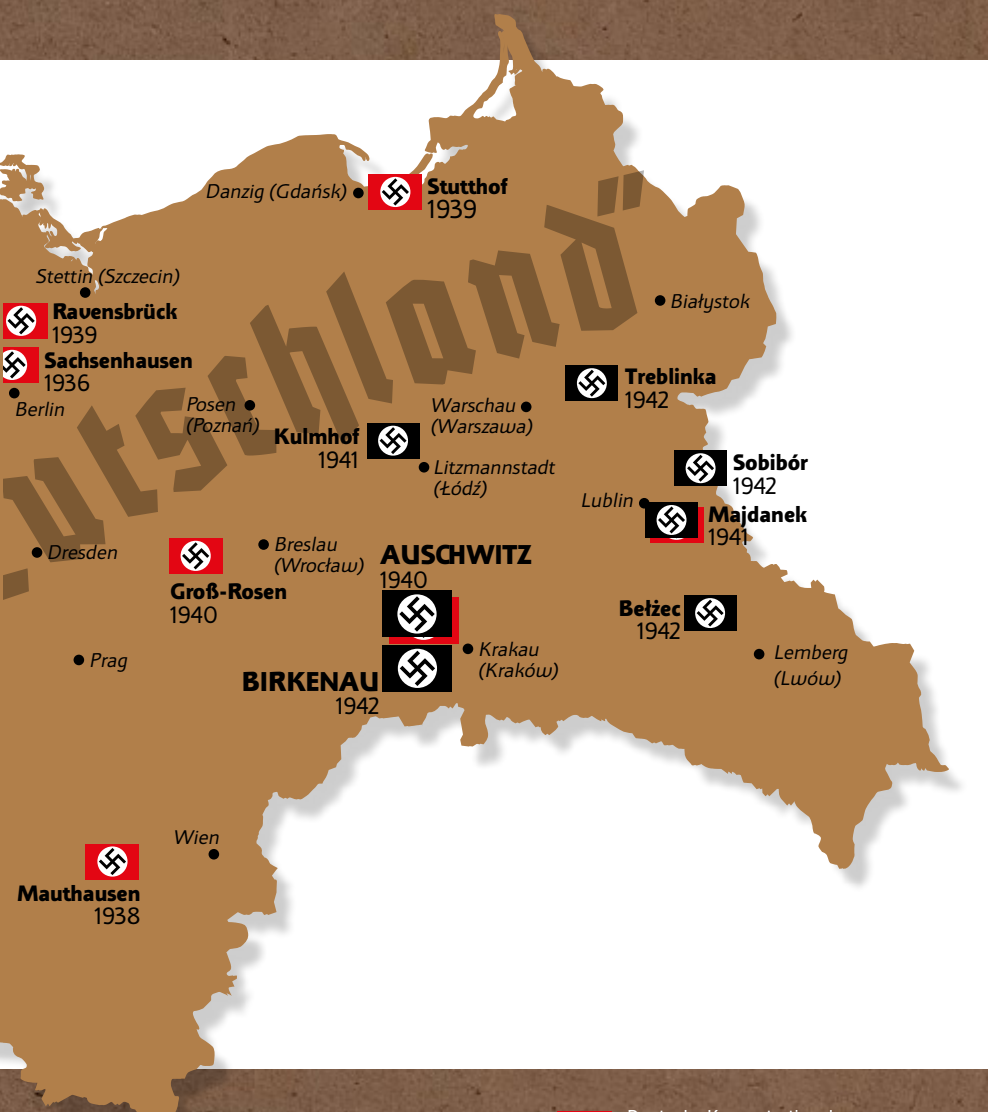 Danzig (Gdańsk)
Stutthof
1939
Stettin (Szczecin)
Białystok
Ravensbrück
1939
Sachsenhausen
1936
Berlin
Treblinka
1942
Posen
(Poznań)
Warschau
(Warszawa)
Kulmhof
1941
Litzmannstadt
(Łódź)
Sobibór
1942
Lublin
Majdanek
1941
utschland”
Dresden
Breslau
(Wrocław)
AUSCHWITZ
1940
Groß-Rosen
1940
Bełżec
1942
Prag
Krakau
(Kraków)
Lemberg
(Lwów)
BIRKENAU
1942
Wien
Mauthausen
1938